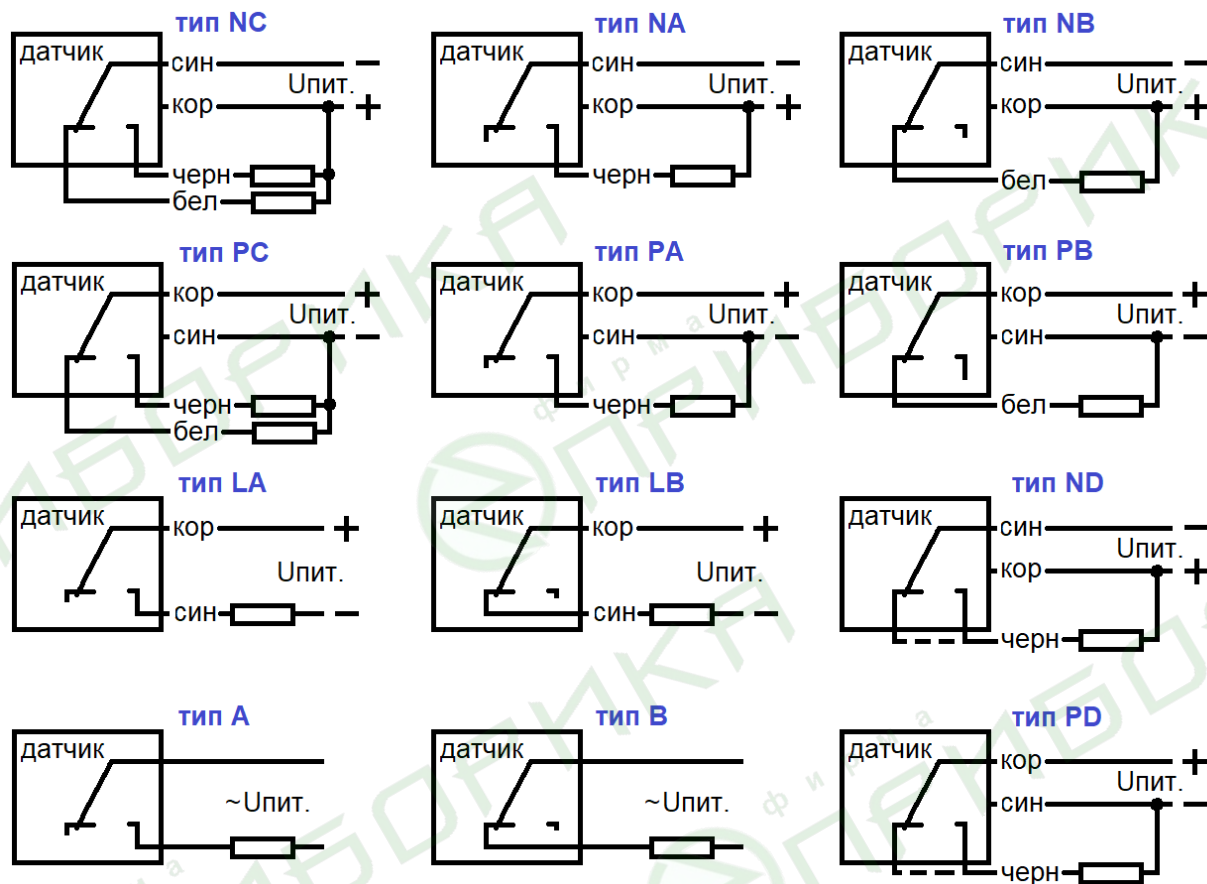 тип NC
датчик
син
–
Uпит.
кор
+
черн
бел
тип NA
датчик
син
–
Uпит.
кор
+
черн
тип NB
датчик
син
–
Uпит.
кор
+
бел
тип PC
датчик
кор
+
Uпит.
син
–
черн
бел
тип PA
датчик
кор
+
Uпит.
син
–
черн
тип PB
датчик
кор
+
Uпит.
син
–
бел
тип LA
датчик
кор
+
Uпит.
син
–
тип LB
датчик
кор
+
Uпит.
син
–
тип ND
датчик
син
–
Uпит.
кор
+
черн
тип A
датчик
~Uпит.
тип B
датчик
~Uпит.
тип PD
датчик
кор
+
Uпит.
син
–
черн
фирма
ПРИБОРИКА